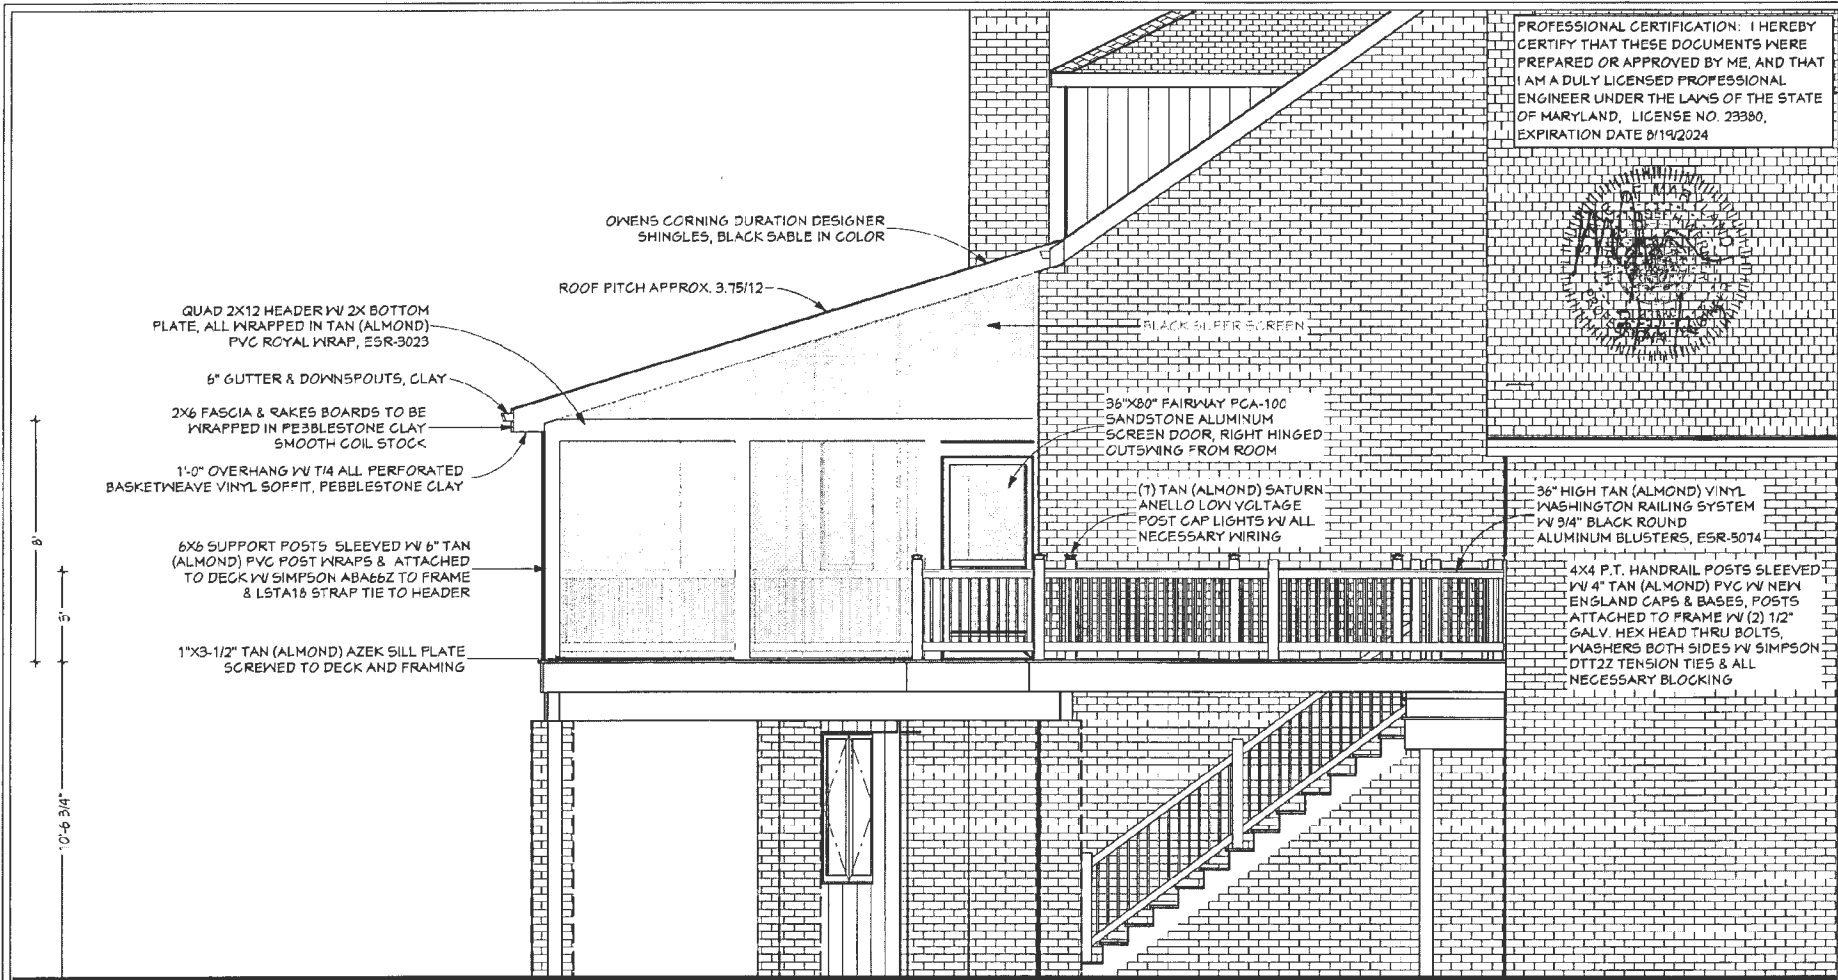 PROFESSIONAL CERTIFICATION: I HEREBY
CERTIFY THAT THESE DOCUMENTS WERE
PREPARED OR APPROVED BY ME, AND THAT
I AM A DULY LICENSED PROFESSIONAL
ENGINEER UNDER THE LAWS OF THE STATE
OF MARYLAND, LICENSE NO. 23380,
EXPIRATION DATE 8/19/2024
OF MARYLAND
OWENS CORNING DURATION DESIGNER
SHINGLES, BLACK SABLE IN COLOR
ROOF PITCH APPROX. 3.75/12
QUAD 2X12 HEADER W/ 2X BOTTOM
PLATE, ALL WRAPPED IN TAN (ALMOND)
PVC ROYAL WRAP, ESR-3023
BLACK SUPER SCREEN
6" GUTTER & DOWNSPOUTS, CLAY
2X6 FASCIA & RAKES BOARDS TO BE
WRAPPED IN PEBBLESTONE CLAY
SMOOTH COIL STOCK
1'-0" OVERHANG W/ T/4 ALL PERFORATED
BASKETWEAVE VINYL SOFFIT, PEBBLESTONE CLAY
36"X80" FAIRWAY PCA-100
SANDSTONE ALUMINUM
SCREEN DOOR, RIGHT HINGED
OUTSWING FROM ROOM
(7) TAN (ALMOND) SATURN
ANELLO LOW VOLTAGE
POST CAP LIGHTS W/ ALL
NECESSARY WIRING
36" HIGH TAN (ALMOND) VINYL
WASHINGTON RAILING SYSTEM
W/ 3/4" BLACK ROUND
ALUMINUM BLUSTERS, ESR-5074
6X6 SUPPORT POSTS SLEEVED W/ 6" TAN
(ALMOND) PVC POST WRAPS & ATTACHED
TO DECK W/ SIMPSON ABA66Z TO FRAME
& LSTA18 STRAP TIE TO HEADER
4X4 P.T. HANDRAIL POSTS SLEEVED
W/ 4" TAN (ALMOND) PVC W/ NEW
ENGLAND CAPS & BASES, POSTS
ATTACHED TO FRAME W/ (2) 1/2"
GALV. HEX HEAD THRU BOLTS,
WASHERS BOTH SIDES W/ SIMPSON
DTT2Z TENSION TIES & ALL
NECESSARY BLOCKING
1"X3-1/2" TAN (ALMOND) AZEK SILL PLATE
SCREWED TO DECK AND FRAMING
8'
3'
10'-6 3/4"